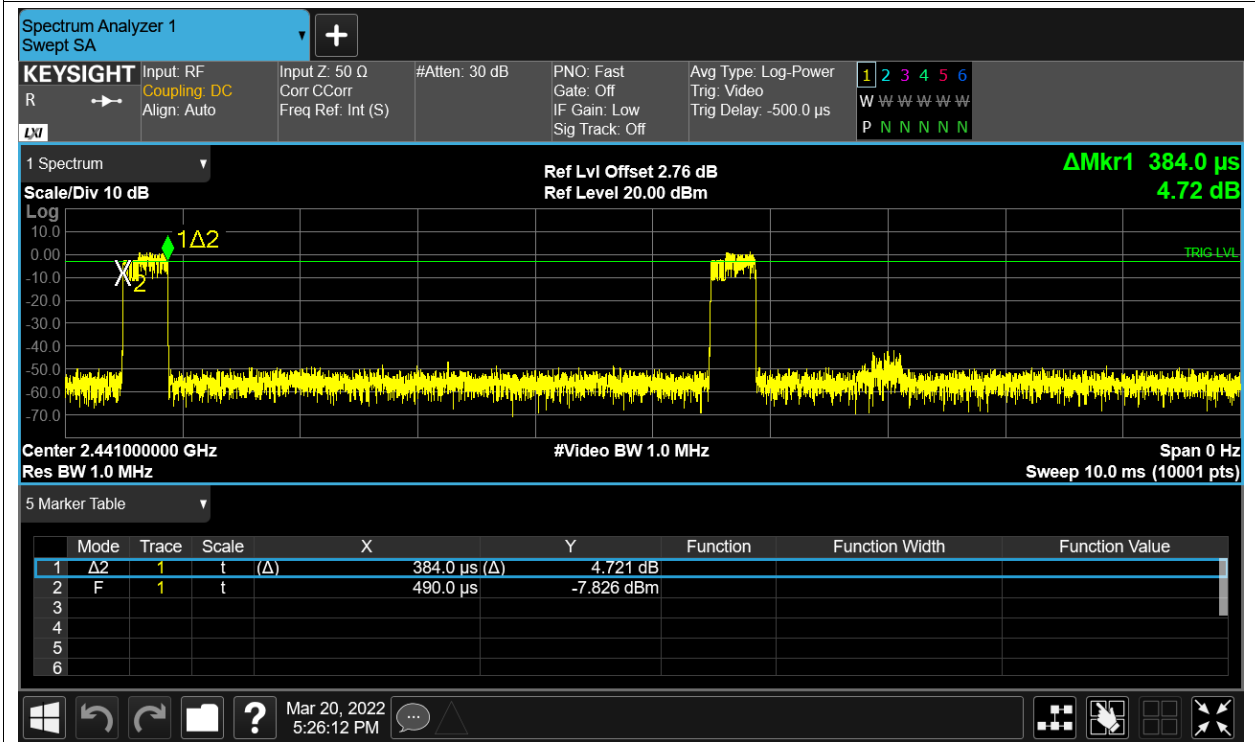 Spectrum Analyzer 1
Swept SA
KEYSIGHT
R
LXI
Input: RF
Coupling: DC
Align: Auto
Input Z: 50 Ω
Corr CCorr
Freq Ref: Int (S)
#Atten: 30 dB
PNO: Fast
Gate: Off
IF Gain: Low
Sig Track: Off
Avg Type: Log-Power
Trig: Video
Trig Delay: -500.0 µs
1 2 3 4 5 6
W W W W W W
P N N N N N
1 Spectrum
Scale/Div 10 dB
Ref Lvl Offset 2.76 dB
Ref Level 20.00 dBm
ΔMkr1 384.0 µs
4.72 dB
Log
10.0
0.00
-10.0
-20.0
-30.0
-40.0
-50.0
-60.0
-70.0
1Δ2
X2
TRIG LVL
Center 2.441000000 GHz
#Video BW 1.0 MHz
Span 0 Hz
Res BW 1.0 MHz
Sweep 10.0 ms (10001 pts)
5 Marker Table
Mode Trace Scale X Y Function Function Width Function Value
1 Δ2 1 t (Δ) 384.0 µs (Δ) 4.721 dB
2 F 1 t 490.0 µs -7.826 dBm
3
4
5
6
?
Mar 20, 2022
5:26:12 PM